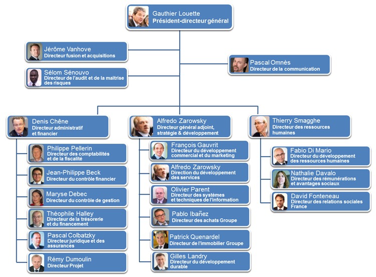 Gauthier Louette
Président-directeur général
Jérôme Vanhove
Directeur fusion et acquisitions
Pascal Omnès
Directeur de la communication
Sélom Sénouvo
Directeur de l'audit et de la maîtrise
des risques
Denis Chêne
Directeur administratif
et financier
Philippe Pellerin
Directeur des comptabilités
et de la fiscalité
Jean-Philippe Beck
Directeur du contrôle financier
Maryse Debec
Directeur du contrôle de gestion
Théophile Halley
Directeur de la trésorerie
et du financement
Pascal Colbatzky
Directeur juridique et des
assurances
Rémy Dumoulin
Directeur Projet
Alfredo Zarowsky
Directeur général adjoint,
stratégie & développement
François Gauvrit
Directeur du développement
commercial et du marketing
Alfredo Zarowsky
Direction du développement
des services
Olivier Parent
Directeur des systèmes
et techniques de l'information
Pablo Ibañez
Directeur des achats Groupe
Patrick Quenardel
Directeur de l'immobilier Groupe
Gilles Landry
Directeur du développement
durable
Thierry Smagghe
Directeur des ressources
humaines
Fabio Di Mario
Directeur du développement
des ressources humaines
Nathalie Davalo
Directeur des rémunérations
et avantages sociaux
David Fonteneau
Directeur des relations sociales
France